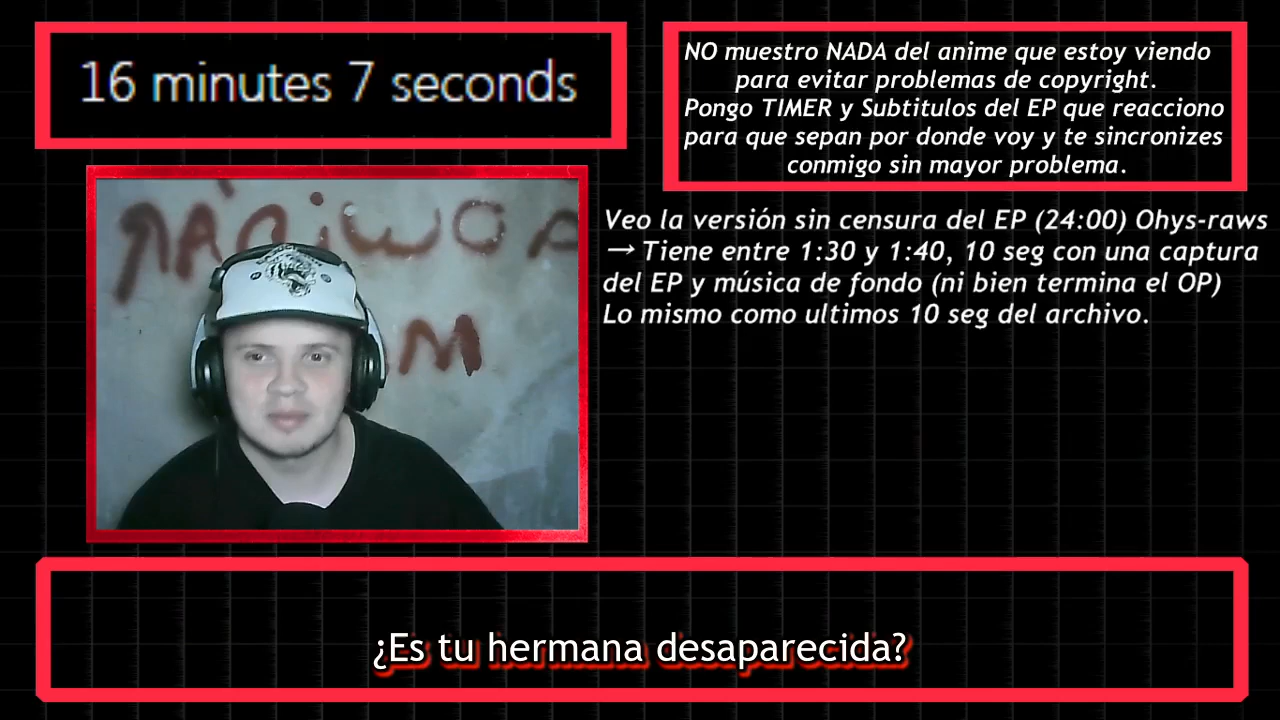 16 minutes 7 seconds
NO muestro NADA del anime que estoy viendo
para evitar problemas de copyright.
Pongo TIMER y Subtitulos del EP que reacciono
para que sepan por donde voy y te sincronizes
conmigo sin mayor problema.
Veo la versión sin censura del EP (24:00) Ohys-raws
→ Tiene entre 1:30 y 1:40, 10 seg con una captura
del EP y música de fondo (ni bien termina el OP)
Lo mismo como ultimos 10 seg del archivo.
¿Es tu hermana desaparecida?